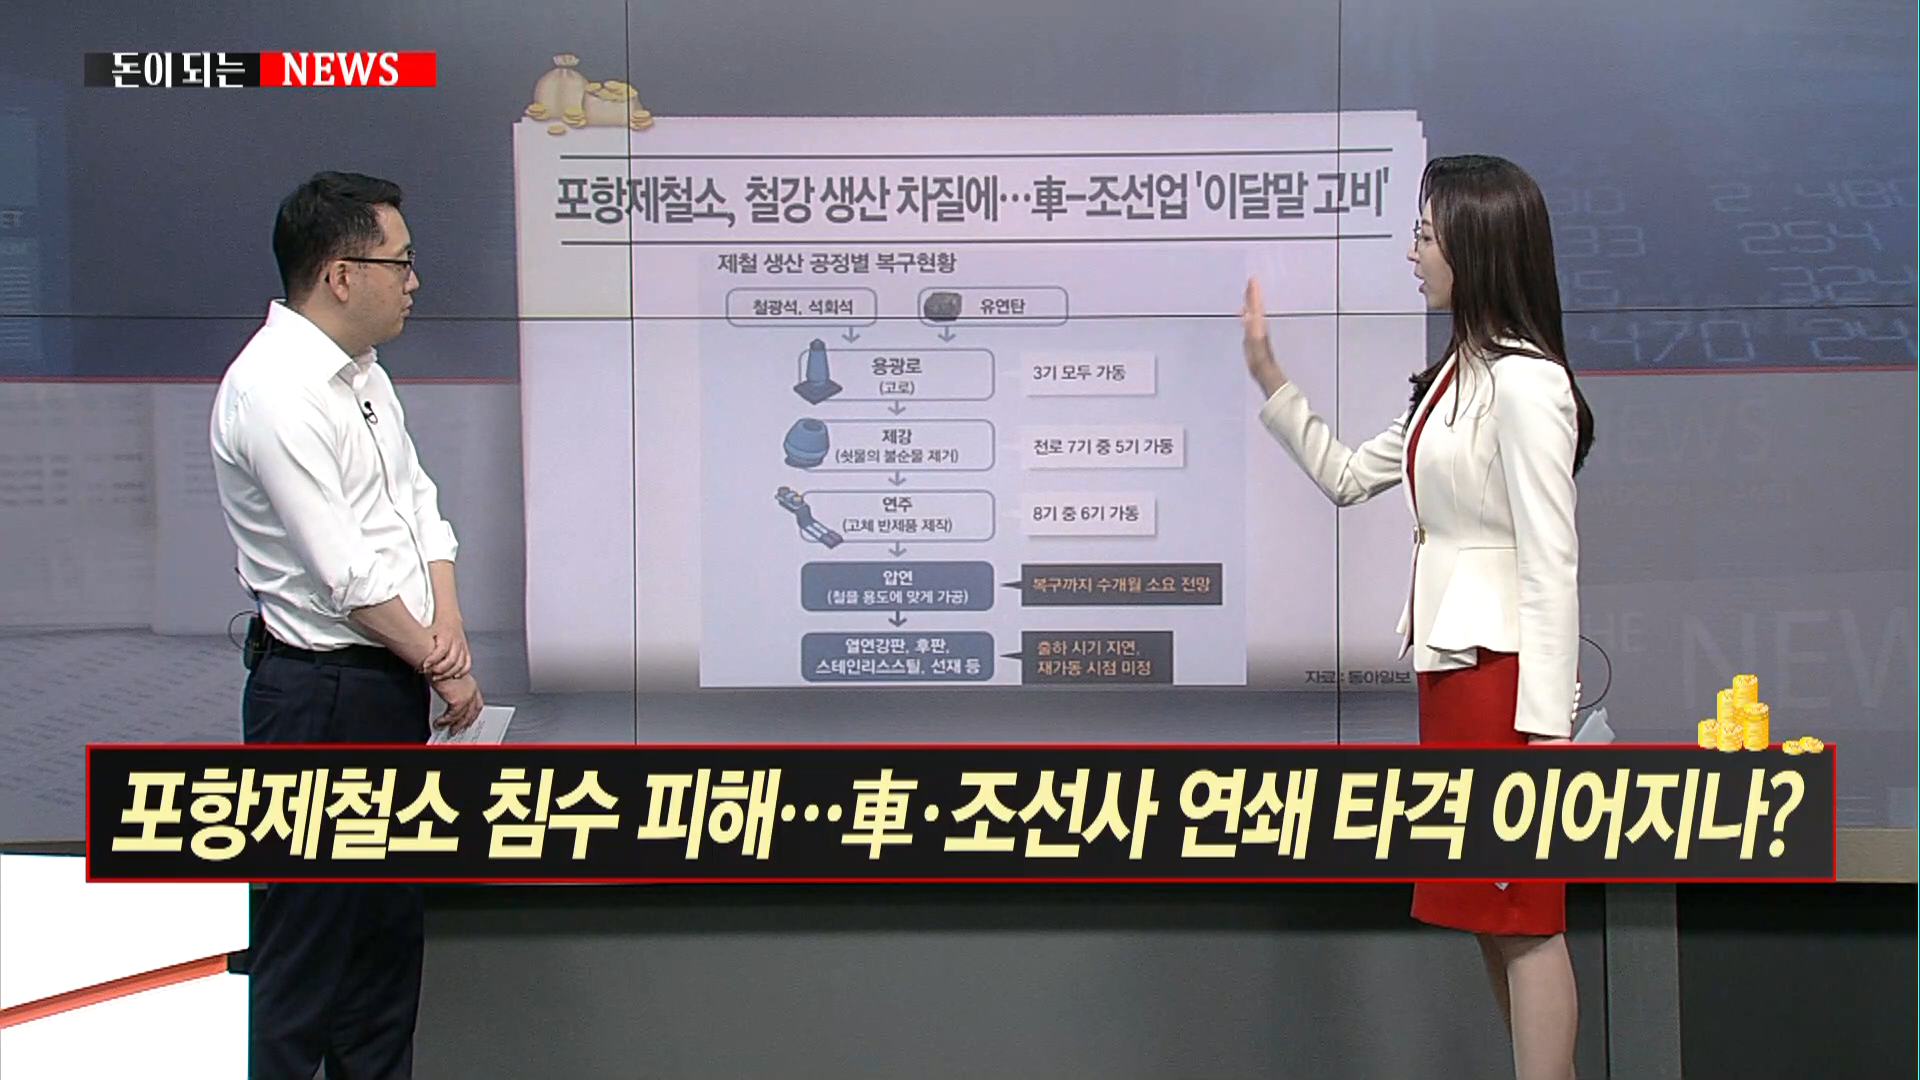 돈이 되는 NEWS
포항제철소, 철강 생산 차질에…車-조선업 '이달말 고비'
제철 생산 공정별 복구현황
철광석, 석회석
유연탄
용광로
(고로)
3기 모두 가동
제강
(쇳물의 불순물 제거)
전로 7기 중 5기 가동
연주
(고체 반제품 제작)
8기 중 6기 가동
압연
(철을 용도에 맞게 가공)
복구까지 수개월 소요 전망
열연강판, 후판,
스테인리스스틸, 선재 등
출하 시기 지연,
재가동 시점 미정
자료: 동아일보
포항제철소 침수 피해…車·조선사 연쇄 타격 이어지나?
NEWS
254
324
470 24